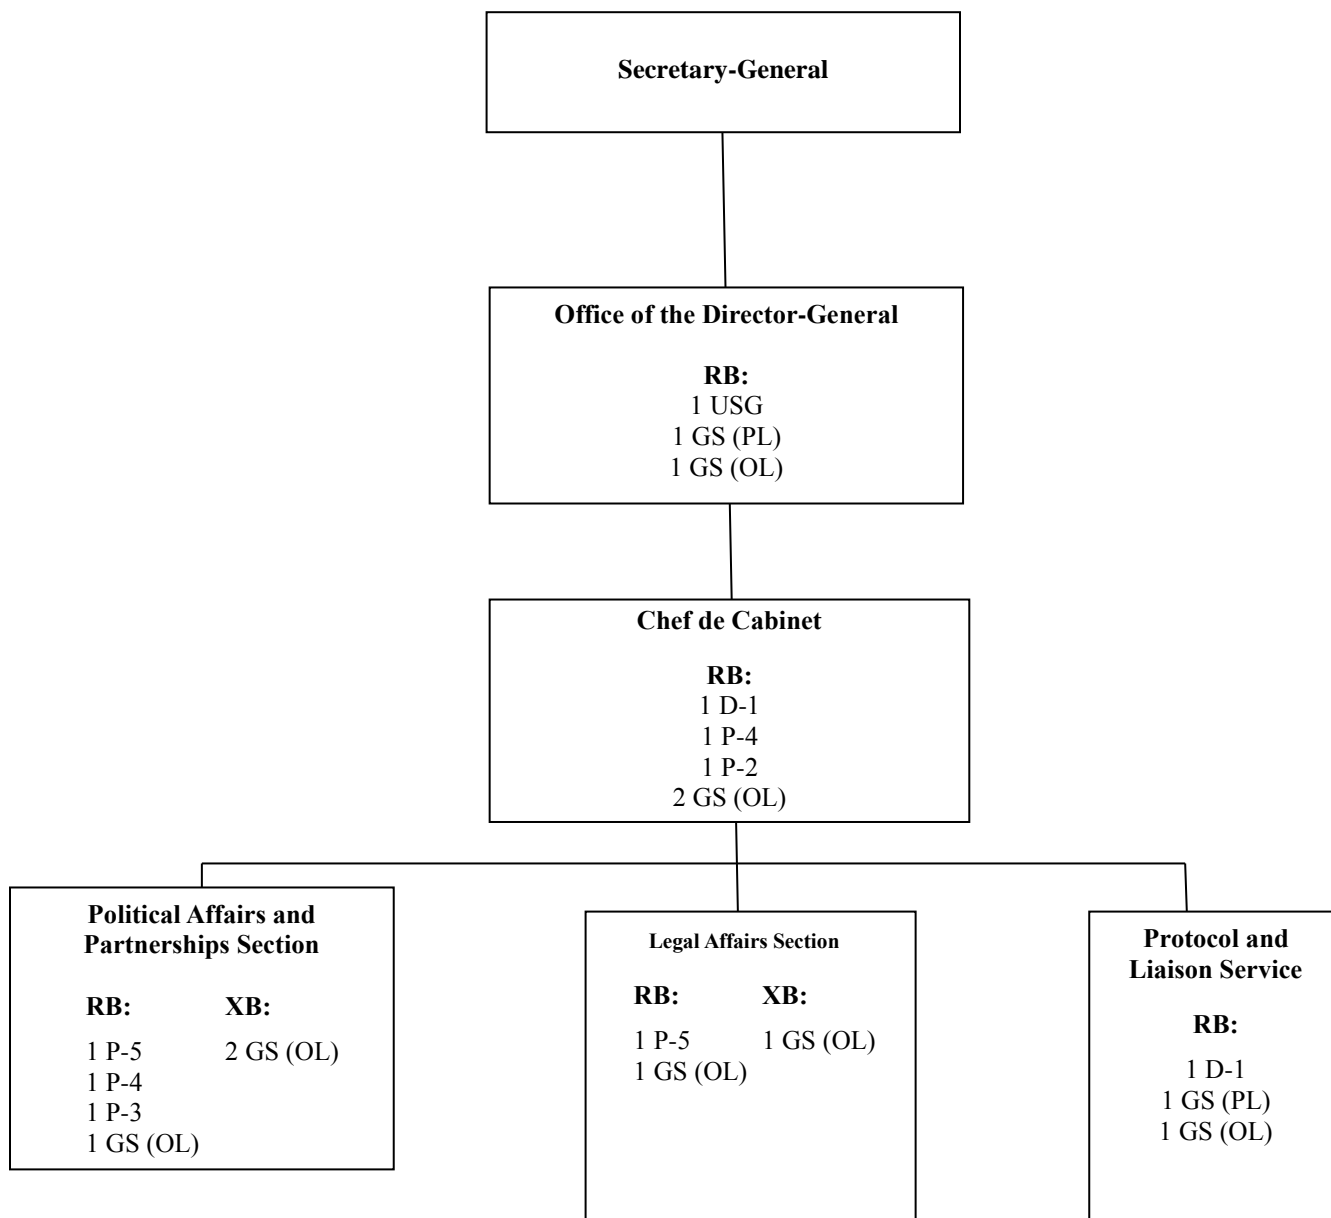 Secretary-General
Office of the Director-General
RB:
1 USG
1 GS (PL)
1 GS (OL)
Chef de Cabinet
RB:
1 D-1
1 P-4
1 P-2
2 GS (OL)
Political Affairs and
Partnerships Section
RB:
1 P-5
1 P-4
1 P-3
1 GS (OL)
XB:
2 GS (OL)
Legal Affairs Section
RB:
1 P-5
1 GS (OL)
XB:
1 GS (OL)
Protocol and
Liaison Service
RB:
1 D-1
1 GS (PL)
1 GS (OL)